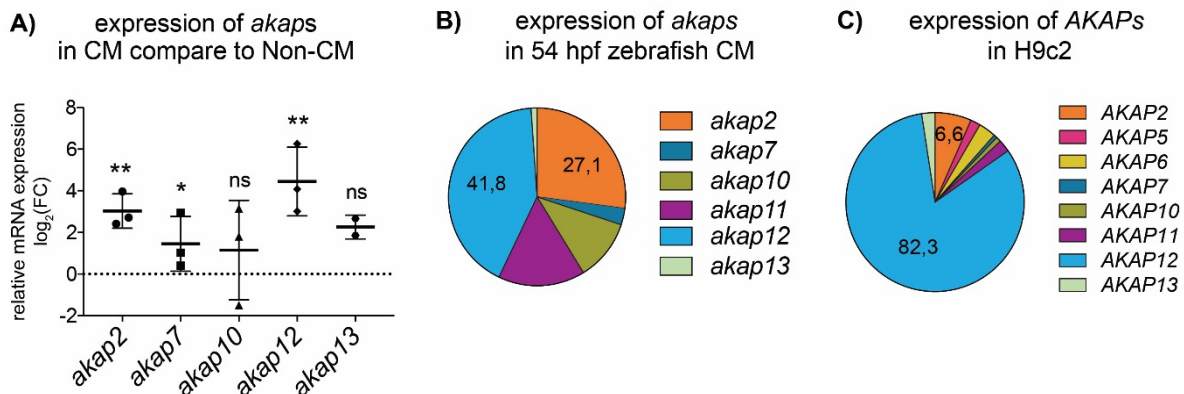 A)
expression of akaps
in CM compare to Non-CM
relative mRNA expression
log2(FC)
8
6
4
2
0
-2
**
*
ns
**
ns
akap2
akap7
akap10
akap12
akap13
B)
expression of akaps
in 54 hpf zebrafish CM
27,1
41,8
akap2
akap7
akap10
akap11
akap12
akap13
C)
expression of AKAPs
in H9c2
6,6
82,3
AKAP2
AKAP5
AKAP6
AKAP7
AKAP10
AKAP11
AKAP12
AKAP13